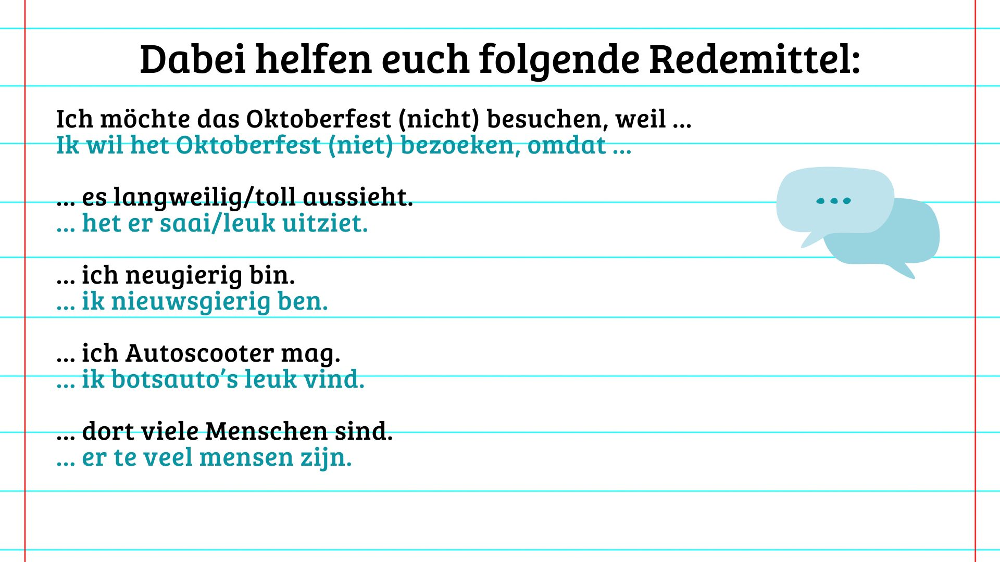 Dabei helfen euch folgende Redemittel:
Ich möchte das Oktoberfest (nicht) besuchen, weil ...
Ik wil het Oktoberfest (niet) bezoeken, omdat ...
... es langweilig/toll aussieht.
... het er saai/leuk uitziet.
... ich neugierig bin.
... ik nieuwsgierig ben.
... ich Autoscooter mag.
... ik botsauto’s leuk vind.
... dort viele Menschen sind.
... er te veel mensen zijn.